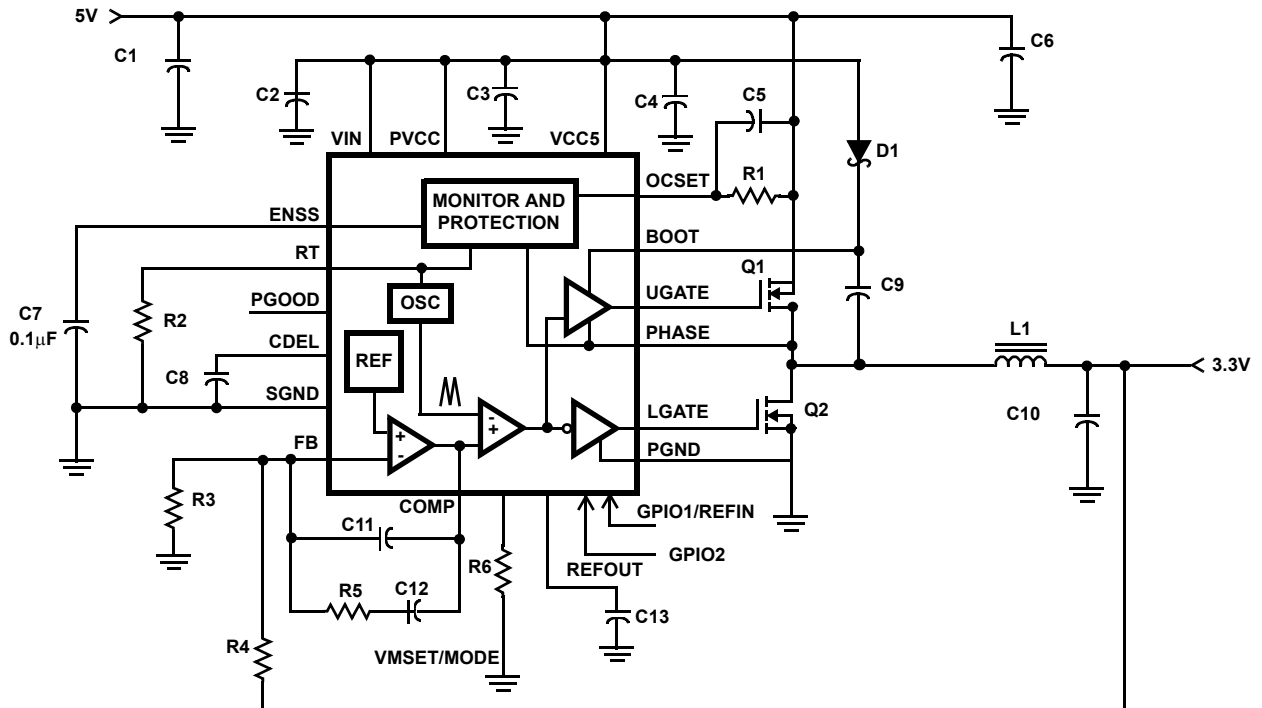 5V
C1
C6
C2
C3
C4
C5
VIN
PVCC
VCC5
D1
R1
OCSET
MONITOR AND
PROTECTION
ENSS
BOOT
RT
Q1
C9
OSC
UGATE
PGOOD
C7
0.1µF
R2
L1
CDEL
PHASE
REF
3.3V
C8
SGND
LGATE
Q2
C10
+
-
-
+
FB
PGND
R3
COMP
GPIO1/REFIN
C11
GPIO2
R6
REFOUT
R5
C12
C13
R4
VMSET/MODE